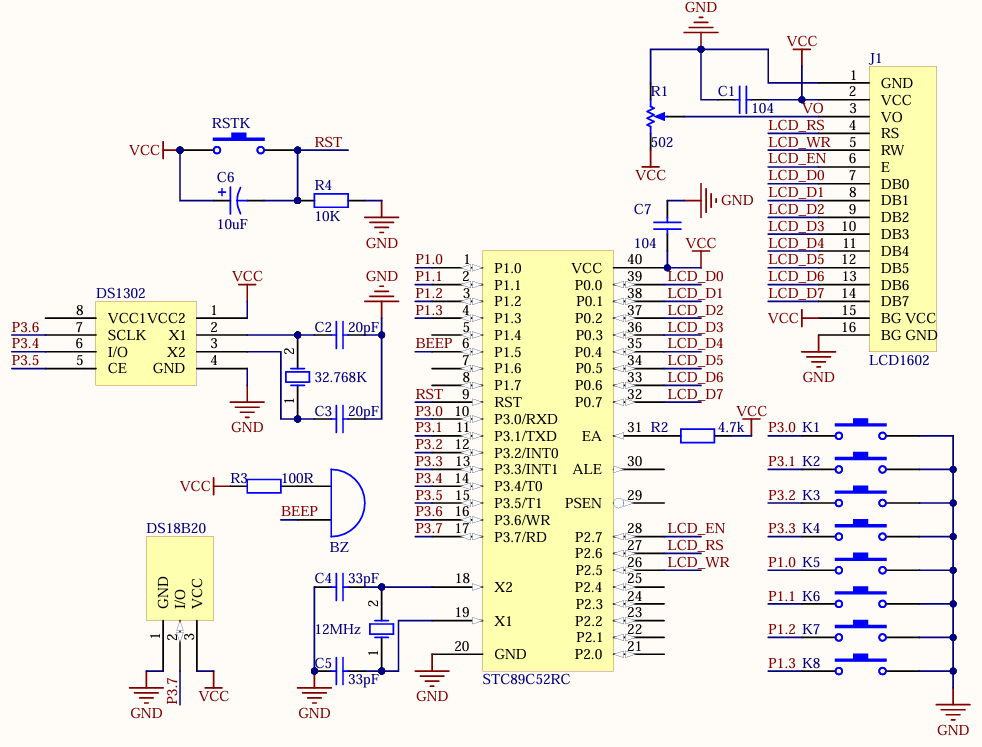 GND
VCC
J1
R1
C1
104
VO
502
VCC
1 GND
2 VCC
3 VO
LCD_RS 4 RS
LCD_WR 5 RW
LCD_EN 6 E
LCD_D0 7 DB0
LCD_D1 8 DB1
LCD_D2 9 DB2
LCD_D3 10 DB3
LCD_D4 11 DB4
LCD_D5 12 DB5
LCD_D6 13 DB6
LCD_D7 14 DB7
VCC 15 BG VCC
16 BG GND
GND
LCD1602
RSTK
VCC
RST
C6
+
10uF
R4
10K
GND
C7
104
GND
VCC
DS1302
VCC
GND
8 VCC1 VCC2 1
P3.6 7 SCLK X1 2
P3.4 6 I/O X2 3
P3.5 5 CE GND 4
GND
C2 20pF
2
32.768K
1
C3 20pF
P1.0 1 P1.0
P1.1 2 P1.1
P1.2 3 P1.2
P1.3 4 P1.3
5 P1.4
BEEP 6 P1.5
7 P1.6
8 P1.7
RST 9 RST
P3.0 10 P3.0/RXD
P3.1 11 P3.1/TXD
P3.2 12 P3.2/INT0
P3.3 13 P3.3/INT1
P3.4 14 P3.4/T0
P3.5 15 P3.5/T1
P3.6 16 P3.6/WR
P3.7 17 P3.7/RD
18 X2
19 X1
20 GND
GND
VCC 40
P0.0 39 LCD_D0
P0.1 38 LCD_D1
P0.2 37 LCD_D2
P0.3 36 LCD_D3
P0.4 35 LCD_D4
P0.5 34 LCD_D5
P0.6 33 LCD_D6
P0.7 32 LCD_D7
EA 31 R2 4.7k
VCC
ALE 30
PSEN 29
P2.7 28 LCD_EN
P2.6 27 LCD_RS
P2.5 26 LCD_WR
P2.4 25
P2.3 24
P2.2 23
P2.1 22
P2.0 21
STC89C52RC
VCC R3 100R
BEEP
BZ
DS18B20
GND
I/O
VCC
1
2
3
GND
P3.7
VCC
C4 33pF
2
12MHz
1
C5 33pF
GND
P3.0 K1
P3.1 K2
P3.2 K3
P3.3 K4
P1.0 K5
P1.1 K6
P1.2 K7
P1.3 K8
GND